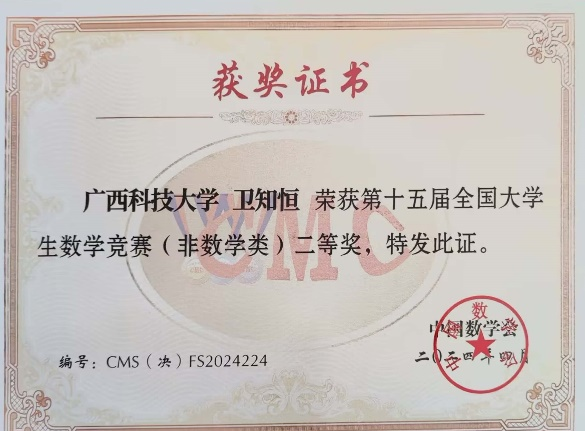 获奖证书
广西科技大学 卫知恒 荣获第十五届全国大学
生数学竞赛（非数学类）二等奖，特发此证。
CMC
中国数学会
二〇二四年四月
编号：CMS（决）FS2024224